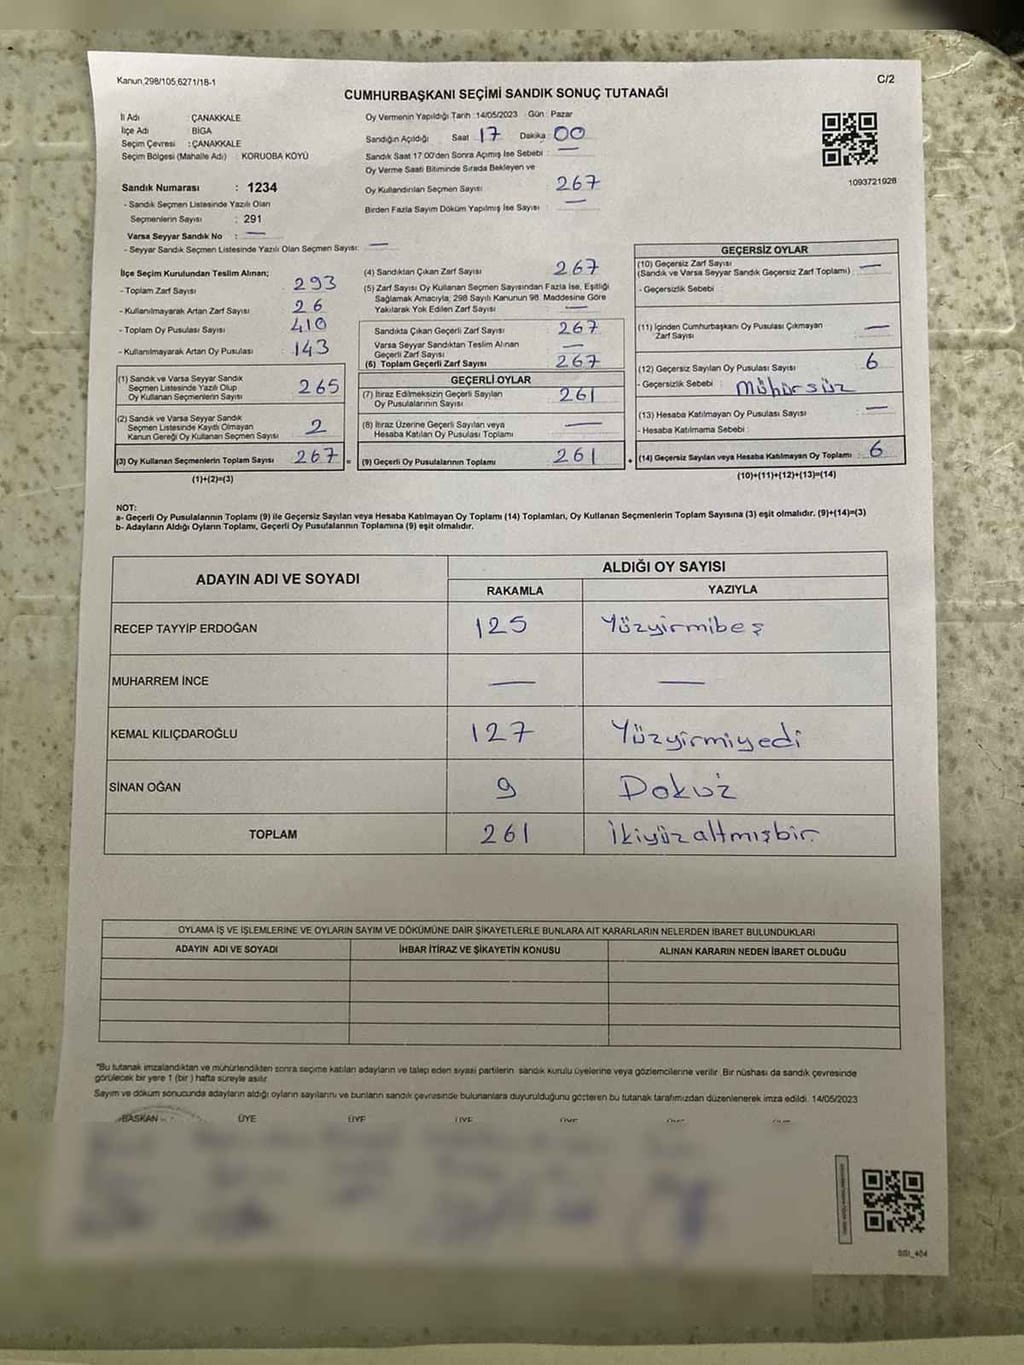 Kanun,298/105,6271/18-1
C/2
CUMHURBAŞKANI SEÇİMİ SANDIK SONUÇ TUTANAĞI
İl Adı : ÇANAKKALE
İlçe Adı : BİGA
Seçim Çevresi : ÇANAKKALE
Seçim Bölgesi (Mahalle Adı) : KORUOBA KÖYÜ
Sandık Numarası : 1234
- Sandık Seçmen Listesinde Yazılı Olan
Seçmenlerin Sayısı : 291
Varsa Seyyar Sandık No : —
- Seyyar Sandık Seçmen Listesinde Yazılı Olan Seçmen Sayısı: —
Oy Vermenin Yapıldığı Tarih :14/05/2023 Gün : Pazar
Sandığın Açıldığı Saat 17 Dakika 00
Sandık Saat 17.00'den Sonra Açımış İse Sebebi : —
Oy Verme Saati Bitiminde Sırada Bekleyen ve
Oy Kullandırılan Seçmen Sayısı 267
Birden Fazla Sayım Döküm Yapılmış İse Sayısı : —
1093721928
İlçe Seçim Kurulundan Teslim Alınan;
- Toplam Zarf Sayısı : 293
- Kullanılmayarak Artan Zarf Sayısı : 26
- Toplam Oy Pusulası Sayısı : 410
- Kullanılmayarak Artan Oy Pusulası : 143
(1) Sandık ve Varsa Seyyar Sandık
Seçmen Listesinde Yazılı Olup
Oy Kullanan Seçmenlerin Sayısı : 265
(2) Sandık ve Varsa Seyyar Sandık
Seçmen Listesinde Kayıtlı Olmayan
Kanun Gereği Oy Kullanan Seçmen Sayısı : 2
(3) Oy Kullanan Seçmenlerin Toplam Sayısı : 267 =
(1)+(2)=(3)
(4) Sandıktan Çıkan Zarf Sayısı : 267
(5) Zarf Sayısı Oy Kullanan Seçmen Sayısından Fazla İse, Eşitliği
Sağlamak Amacıyla, 298 Sayılı Kanunun 98. Maddesine Göre
Yakılarak Yok Edilen Zarf Sayısı : —
Sandıkta Çıkan Geçerli Zarf Sayısı : 267
Varsa Seyyar Sandıktan Teslim Alınan
Geçerli Zarf Sayısı : —
(6) Toplam Geçerli Zarf Sayısı : 267
GEÇERLİ OYLAR
(7) İtiraz Edilmeksizin Geçerli Sayılan
Oy Pusulalarının Sayısı : 261
(8) İtiraz Üzerine Geçerli Sayılan veya
Hesaba Katılan Oy Pusulası Toplamı : —
(9) Geçerli Oy Pusulalarının Toplamı : 261 +
GEÇERSİZ OYLAR
(10) Geçersiz Zarf Sayısı
(Sandık ve Varsa Seyyar Sandık Geçersiz Zarf Toplamı) : —
- Geçersizlik Sebebi :
(11) İçinden Cumhurbaşkanı Oy Pusulası Çıkmayan
Zarf Sayısı : —
(12) Geçersiz Sayılan Oy Pusulası Sayısı : 6
- Geçersizlik Sebebi : Mühürsüz
(13) Hesaba Katılmayan Oy Pusulası Sayısı : —
- Hesaba Katılmama Sebebi :
(14) Geçersiz Sayılan veya Hesaba Katılmayan Oy Toplamı : 6
(10)+(11)+(12)+(13)=(14)
NOT:
a- Geçerli Oy Pusulalarının Toplamı (9) ile Geçersiz Sayılan veya Hesaba Katılmayan Oy Toplamı (14) Toplamları, Oy Kullanan Seçmenlerin Toplam Sayısına (3) eşit olmalıdır. (9)+(14)=(3)
b- Adayların Aldığı Oyların Toplamı, Geçerli Oy Pusulalarının Toplamına (9) eşit olmalıdır.
ADAYIN ADI VE SOYADI
ALDIĞI OY SAYISI
RAKAMLA YAZIYLA
RECEP TAYYİP ERDOĞAN 125 Yüzyirmibeş
MUHARREM İNCE — —
KEMAL KILIÇDAROĞLU 127 Yüzyirmiyedi
SİNAN OĞAN 9 Dokuz
TOPLAM 261 İkiyüzaltmışbir
OYLAMA İŞ VE İŞLEMLERİNE VE OYLARIN SAYIM VE DÖKÜMÜNE DAİR ŞİKAYETLERLE BUNLARA AİT KARARLARIN NELERDEN İBARET BULUNDUKLARI
ADAYIN ADI VE SOYADI İHBAR İTİRAZ VE ŞİKAYETİN KONUSU ALINAN KARARIN NEDEN İBARET OLDUĞU
"Bu tutanak imzalandıktan ve mühürlendikten sonra seçime katılan adayların ve talep eden siyasi partilerin sandık kurulu üyelerine veya gözlemcilerine verilir. Bir nüshası da sandık çevresinde
görülecek bir yere 1 (bir ) hafta süreyle asılır.
Sayım ve döküm sonucunda adayların aldığı oyların sayılarını ve bunların sandık çevresinde bulunanlara duyurulduğunu gösteren bu tutanak tarafımızdan düzenlenerek imza edildi. 14/05/2023
BAŞKAN ÜYE ÜYE ÜYE ÜYE